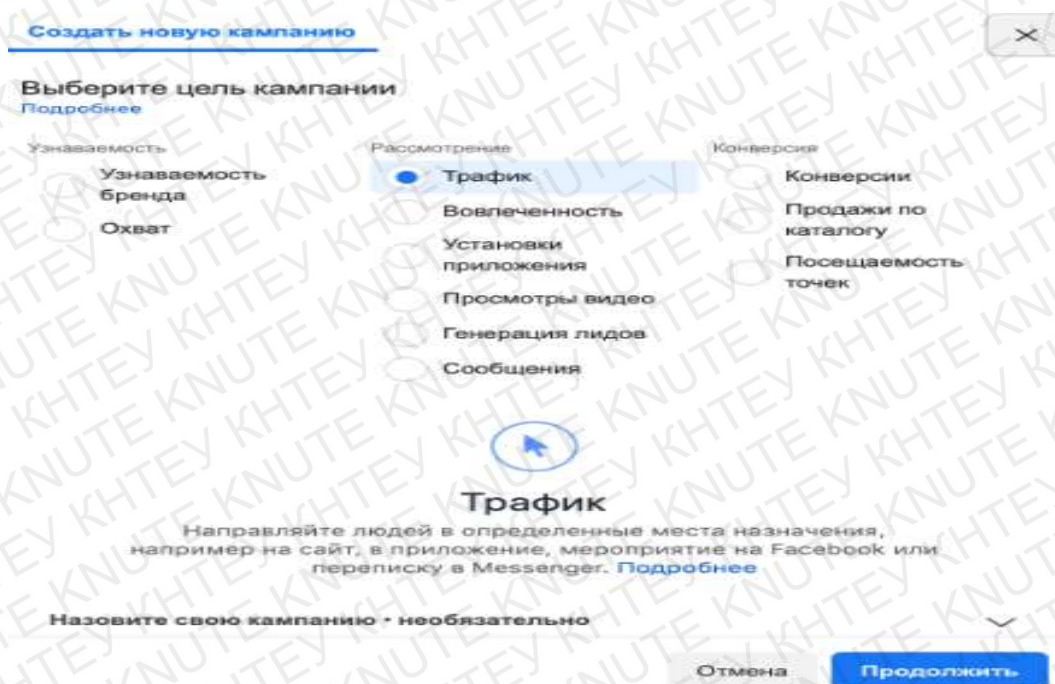 Создать новую кампанию
Выберите цель кампании
Подробнее
Узнаваемость
Узнаваемость
бренда
Охват
Рассмотрение
Трафик
Вовлеченность
Установки
приложения
Просмотры видео
Генерация лидов
Сообщения
Конверсия
Конверсии
Продажи по
каталогу
Посещаемость
точек
Трафик
Направляйте людей в определенные места назначения,
например на сайт, в приложение, мероприятие на Facebook или
переписку в Messenger. Подробнее
Назовите свою кампанию • необязательно
Отмена
Продолжить